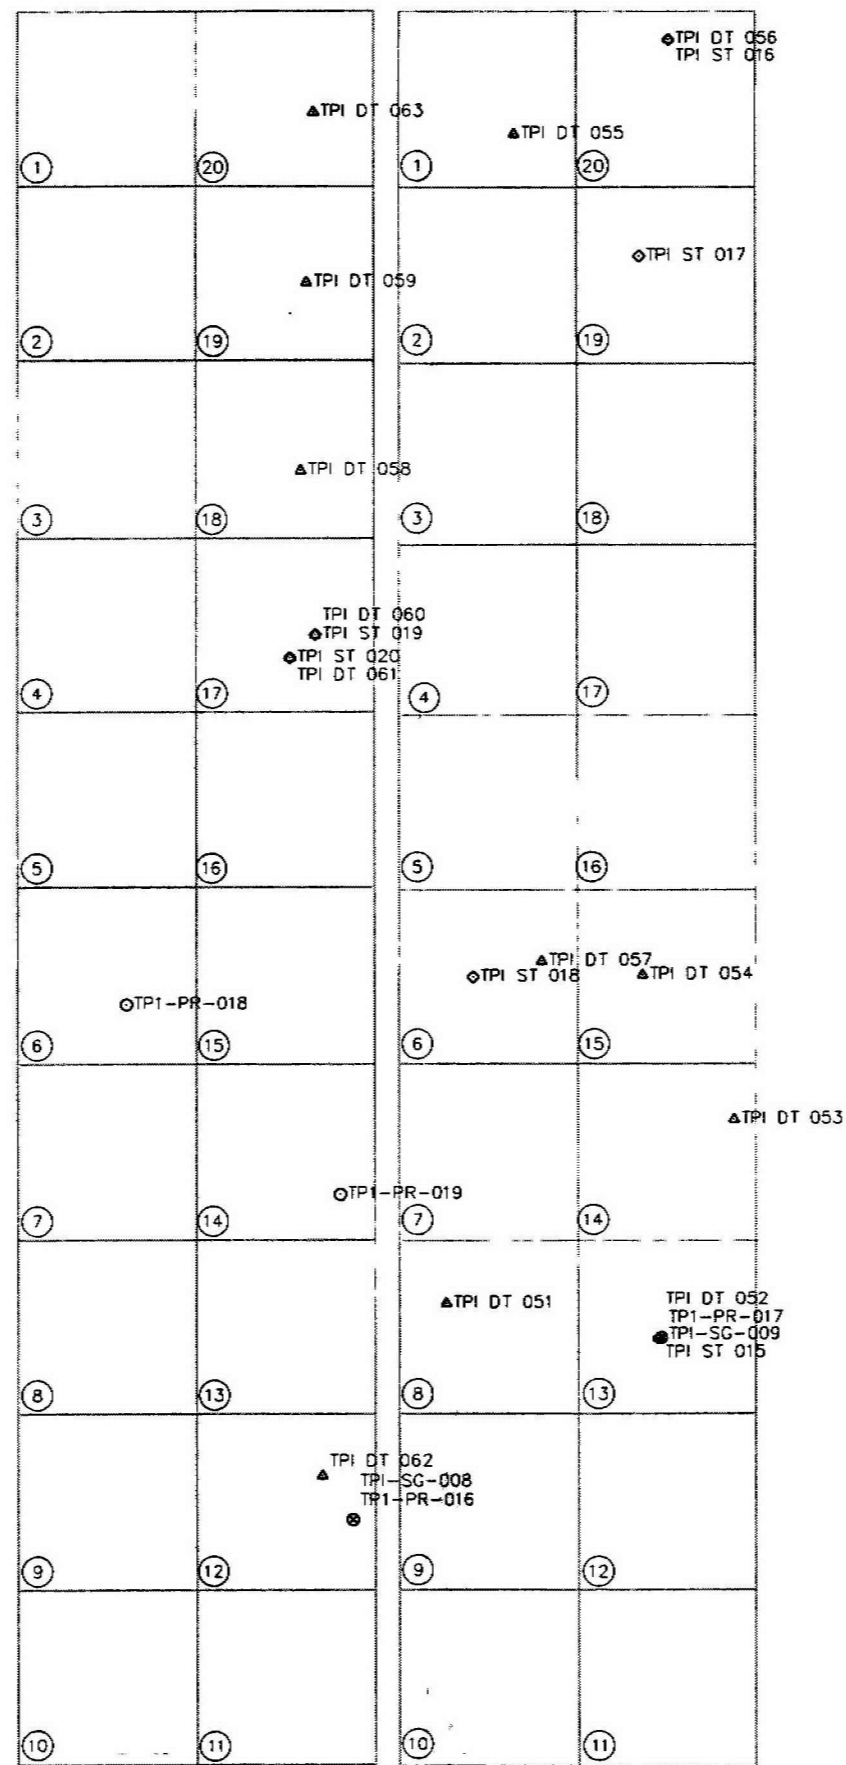 TPI DT 056
TPI ST 016
TPI DT 063
TPI DT 055
1
20
1
20
TPI ST 017
TPI DT 059
2
19
2
19
TPI DT 058
3
18
3
18
TPI DT 060
TPI ST 019
TPI ST 020
TPI DT 061
4
17
4
17
5
16
5
16
TPI DT 057
TPI ST 018
TPI DT 054
TP1-PR-018
6
15
6
15
TPI DT 053
TP1-PR-019
7
14
7
14
TPI DT 051
TPI DT 052
TP1-PR-017
TPI-SG-009
TPI ST 015
8
13
8
13
TPI DT 062
TPI-SG-008
TP1-PR-016
9
12
9
12
10
11
10
11